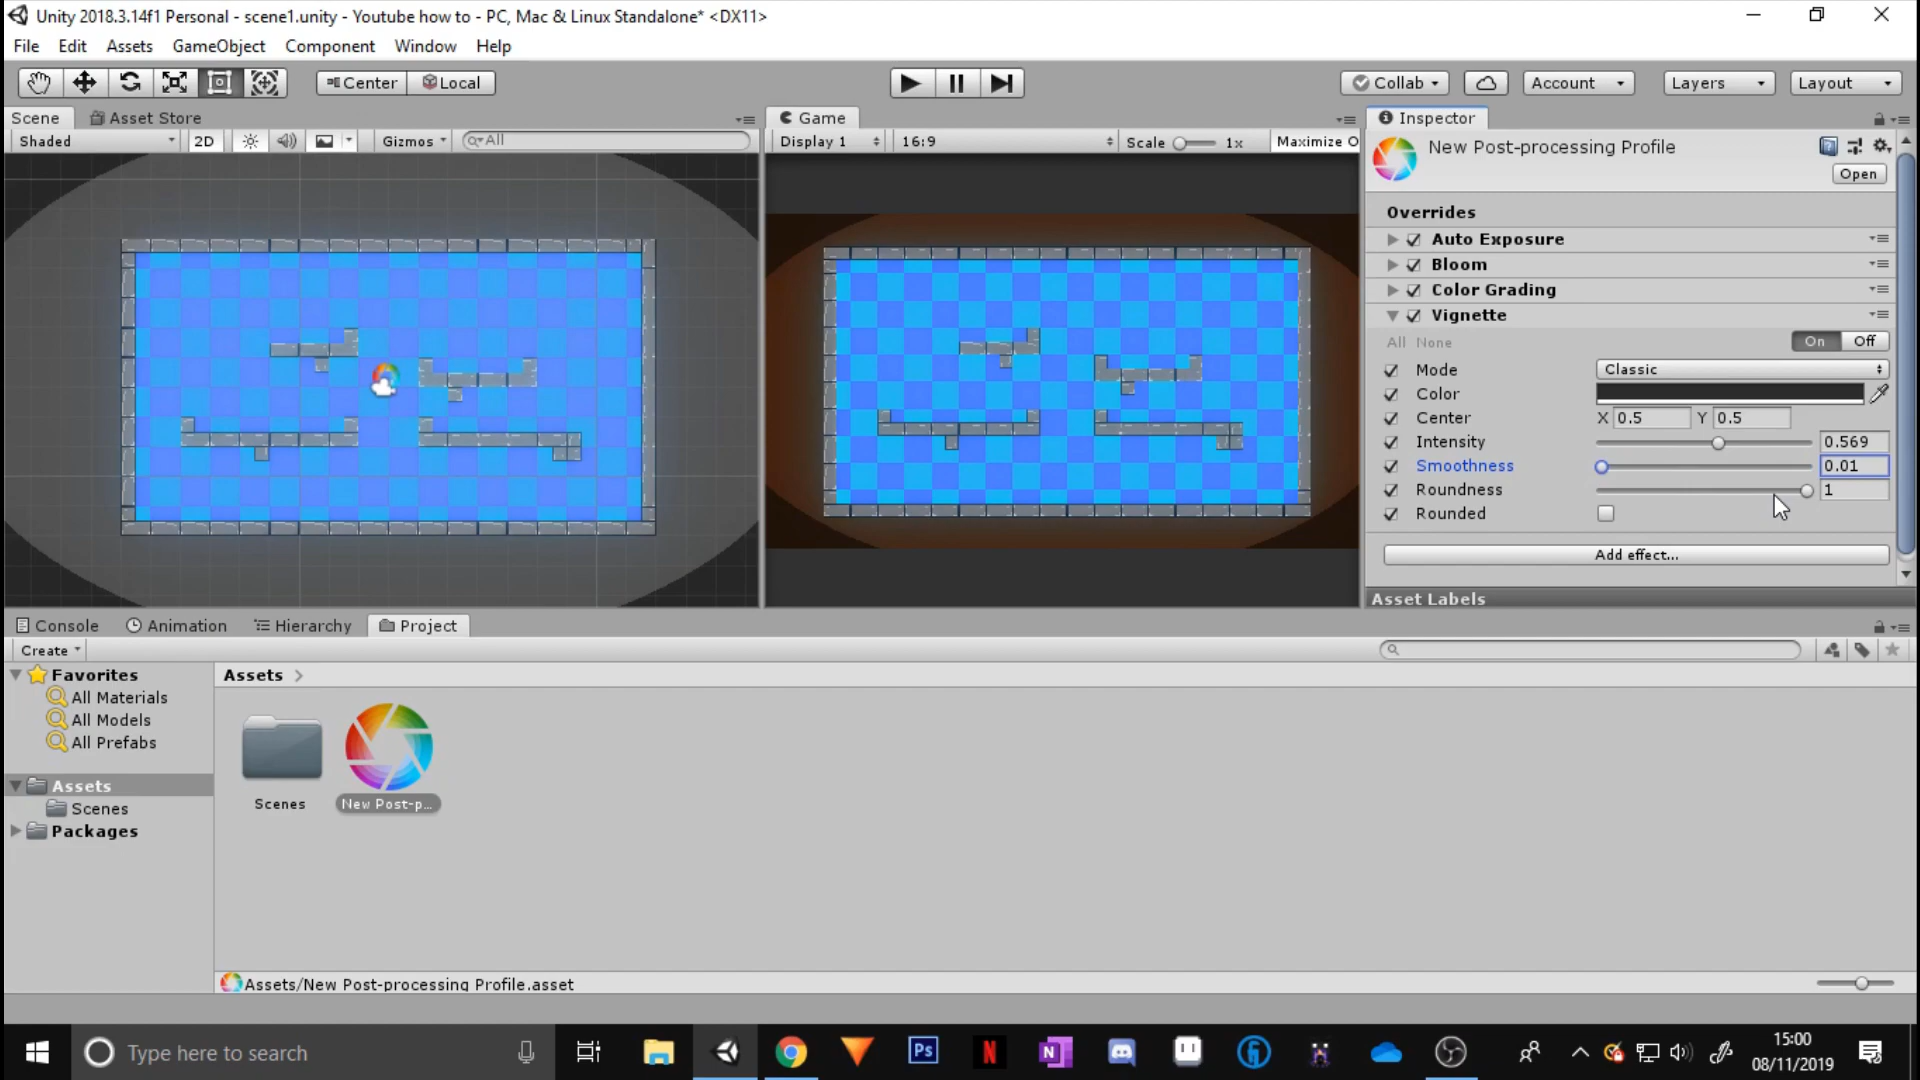 Unity 2018.3.14f1 Personal - scene1.unity - Youtube how to - PC, Mac & Linux Standalone* <DX11>
File Edit Assets GameObject Component Window Help
Center Local Collab Account Layers Layout
Scene Asset Store Game Inspector
Shaded 2D Gizmos All Display 1 16:9 Scale 1x Maximize O
New Post-processing Profile
Open
Overrides
Auto Exposure
Bloom
Color Grading
Vignette
All None On Off
Mode Classic
Color
Center X 0.5 Y 0.5
Intensity 0.569
Smoothness 0.01
Roundness 1
Rounded
Add effect...
Asset Labels
Console Animation Hierarchy Project
Create
Favorites
All Materials
All Models
All Prefabs
Assets
Scenes
Packages
Assets
Scenes New Post-p...
Assets/New Post-processing Profile.asset
Type here to search
Ps
N
N
15:00
08/11/2019